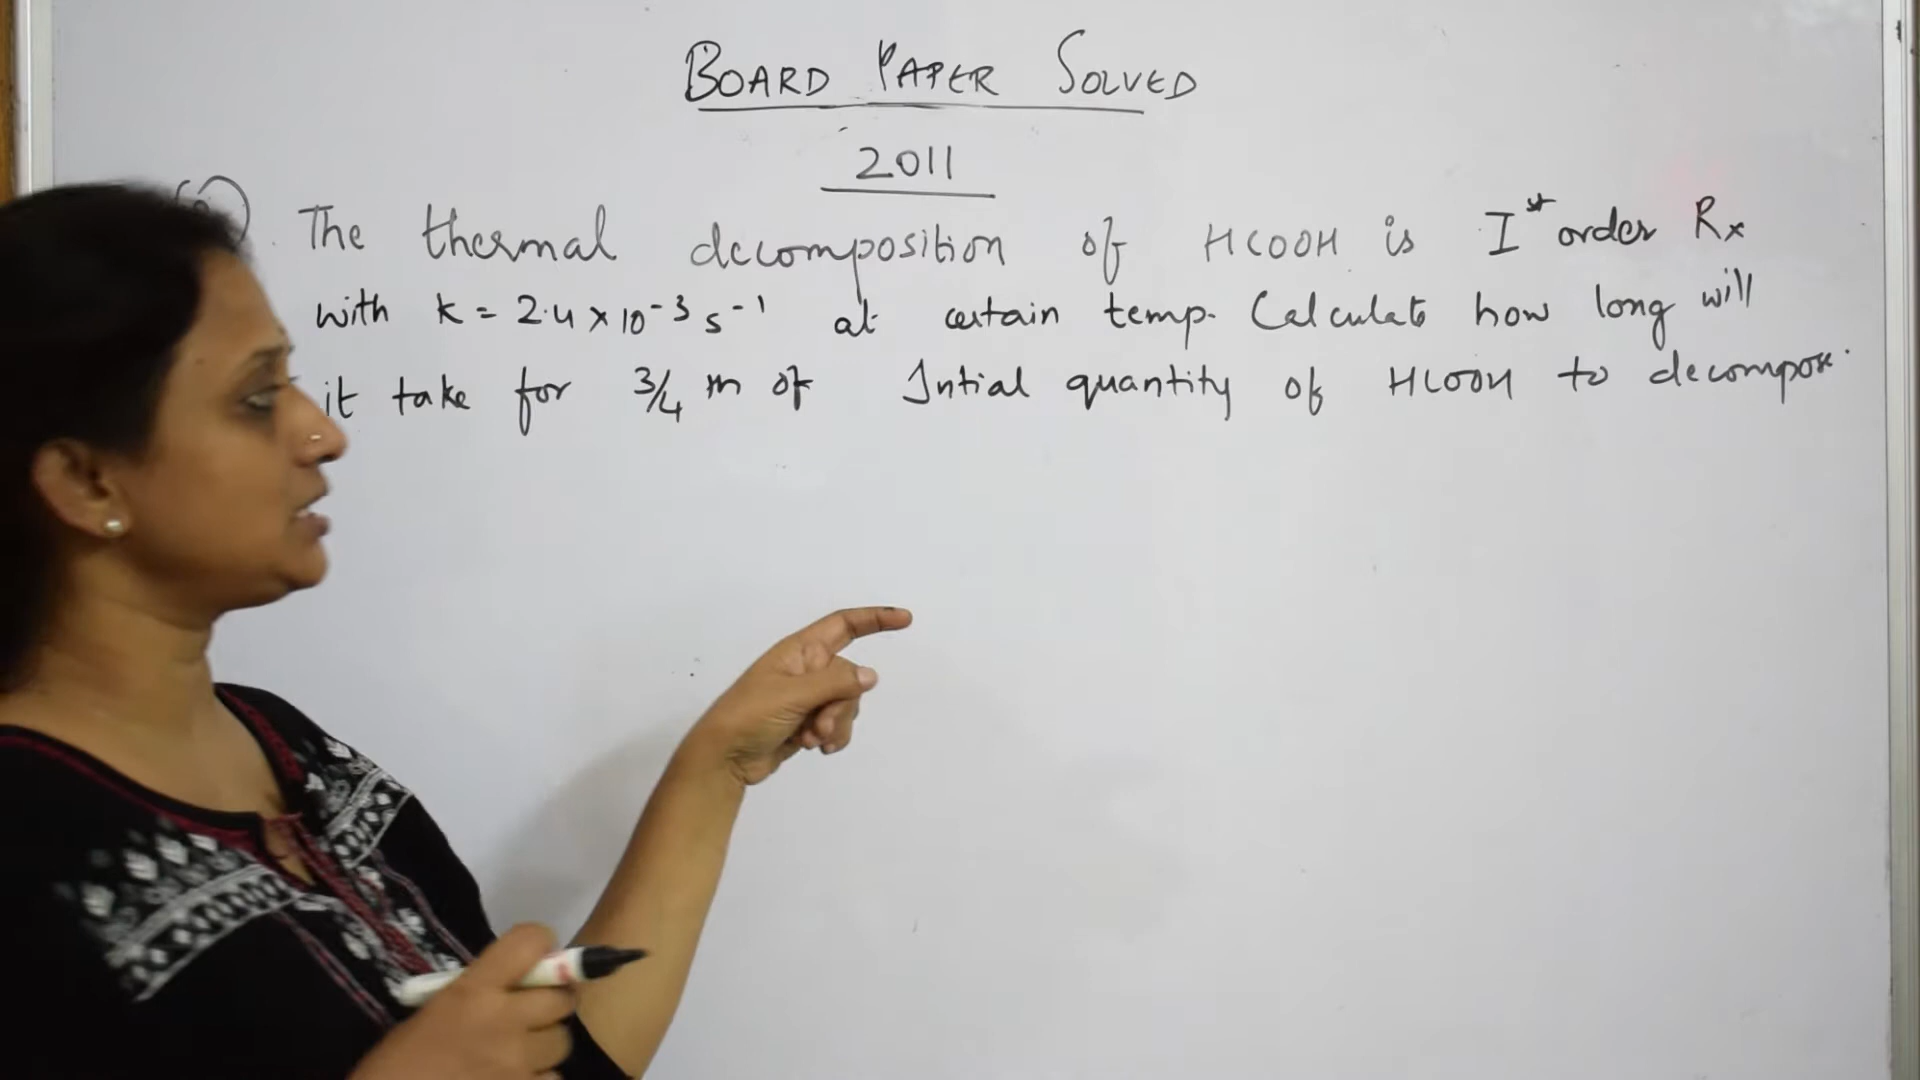 BOARD PAPER SOLVED
2011
The thermal decomposition of HCOOH is Ist order Rx
with k = 2.4 x 10-3 s-1 at certain temp. Calculate how long will
it take for 3/4 th of Intial quantity of HCOOH to decompose.